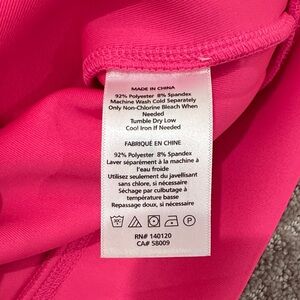 MADE IN CHINA
92% Polyester 8% Spandex
Machine Wash Cold Separately
Only Non-Chlorine Bleach When
Needed
Tumble Dry Low
Cool Iron If Needed
FABRIQUÉ EN CHINE
92% Polyester 8% Spandex
Laver séparément à la machine à
l'eau froide
Utilisez seulement du javellisant
sans chlore, si nécessaire
Séchage par culbutage à
température basse
Repassage doux, si nécessaire
RN# 140120
CA# 58009